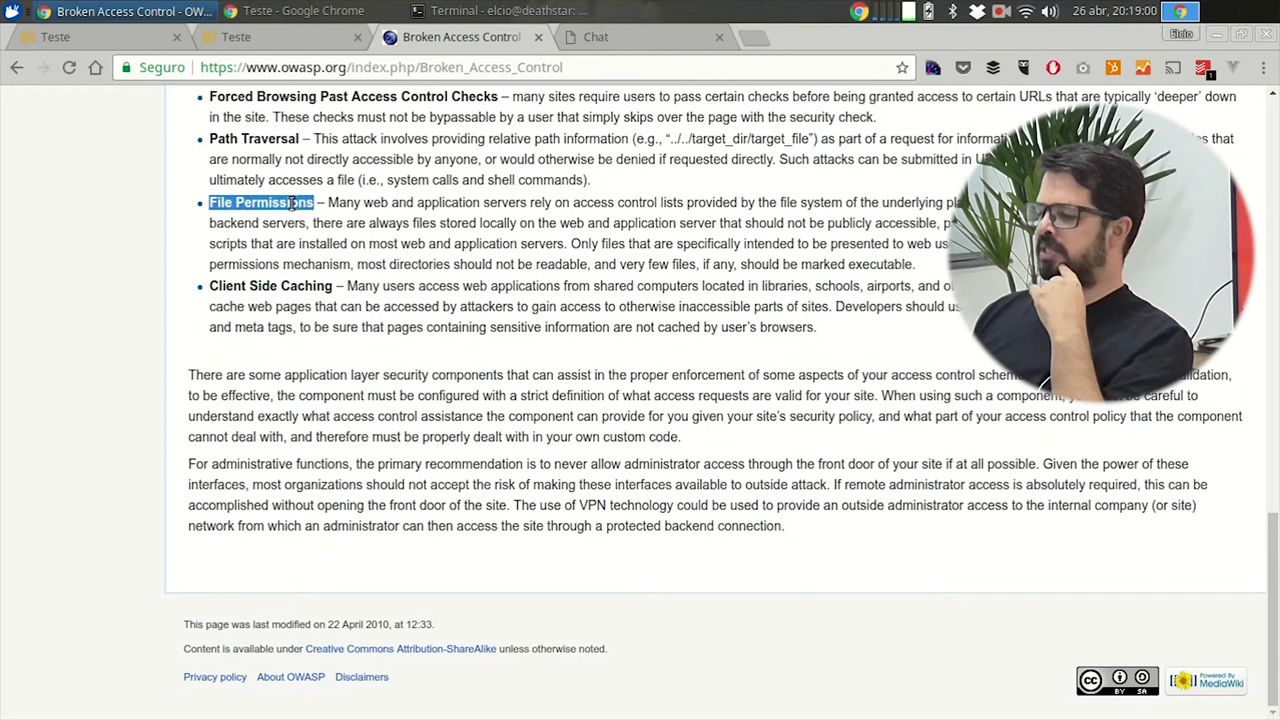 Broken Access Control - OW...
Teste - Google Chrome
Terminal - elcio@deathstar: ...
26 abr, 20:19:00
Teste
Teste
Broken Access Control
Chat
Elcio
Seguro
https://www.owasp.org/index.php/Broken_Access_Control
Forced Browsing Past Access Control Checks – many sites require users to pass certain checks before being granted access to certain URLs that are typically ‘deeper’ down
in the site. These checks must not be bypassable by a user that simply skips over the page with the security check.
Path Traversal – This attack involves providing relative path information (e.g., “../../target_dir/target_file”) as part of a request for informat that
are normally not directly accessible by anyone, or would otherwise be denied if requested directly. Such attacks can be submitted in U
ultimately accesses a file (i.e., system calls and shell commands).
File Permissions – Many web and application servers rely on access control lists provided by the file system of the underlying pla
backend servers, there are always files stored locally on the web and application server that should not be publicly accessible, p
scripts that are installed on most web and application servers. Only files that are specifically intended to be presented to web us
permissions mechanism, most directories should not be readable, and very few files, if any, should be marked executable.
Client Side Caching – Many users access web applications from shared computers located in libraries, schools, airports, and o
cache web pages that can be accessed by attackers to gain access to otherwise inaccessible parts of sites. Developers should u
and meta tags, to be sure that pages containing sensitive information are not cached by user’s browsers.
There are some application layer security components that can assist in the proper enforcement of some aspects of your access control schem idation,
to be effective, the component must be configured with a strict definition of what access requests are valid for your site. When using such a component, be careful to
understand exactly what access control assistance the component can provide for you given your site’s security policy, and what part of your access control policy that the component
cannot deal with, and therefore must be properly dealt with in your own custom code.
For administrative functions, the primary recommendation is to never allow administrator access through the front door of your site if at all possible. Given the power of these
interfaces, most organizations should not accept the risk of making these interfaces available to outside attack. If remote administrator access is absolutely required, this can be
accomplished without opening the front door of the site. The use of VPN technology could be used to provide an outside administrator access to the internal company (or site)
network from which an administrator can then access the site through a protected backend connection.
This page was last modified on 22 April 2010, at 12:33.
Content is available under Creative Commons Attribution-ShareAlike unless otherwise noted.
Privacy policy About OWASP Disclaimers
CC BY SA
Powered By MediaWiki